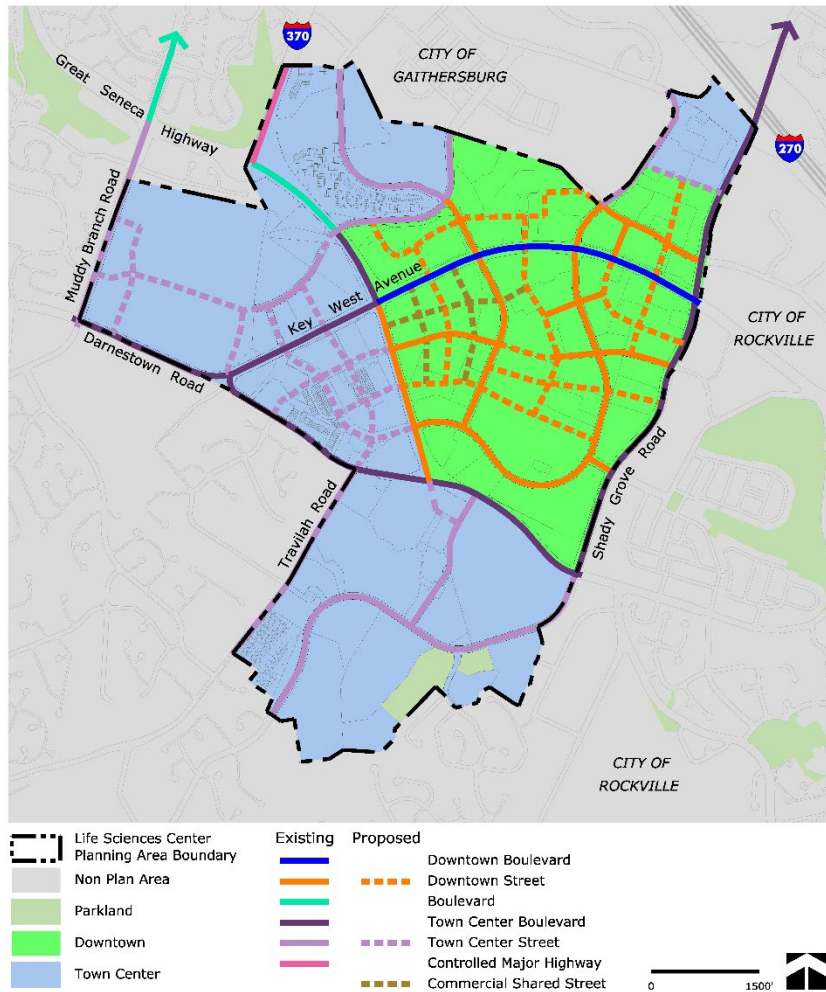 370
CITY OF
GAITHERSBURG
Great Seneca Highway
270
Muddy Branch Road
Key West Avenue
CITY OF
ROCKVILLE
Darnestown Road
Shady Grove Road
Travilah Road
CITY OF
ROCKVILLE
Life Sciences Center
Planning Area Boundary
Non Plan Area
Parkland
Downtown
Town Center
Existing Proposed
Downtown Boulevard
Downtown Street
Boulevard
Town Center Boulevard
Town Center Street
Controlled Major Highway
Commercial Shared Street
0 1500'